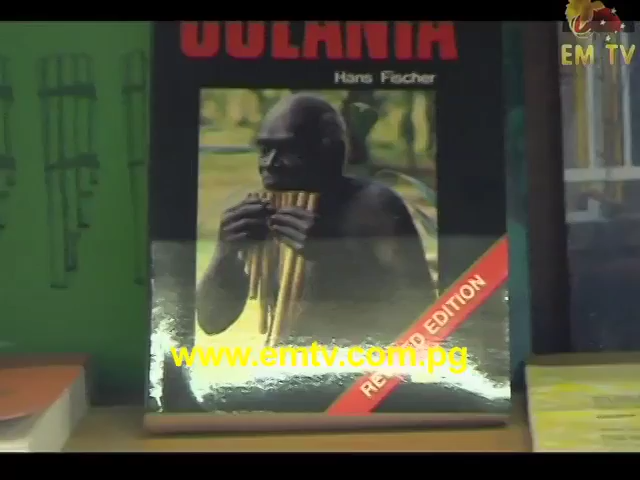 OCEANIA
Hans Fischer
EM TV
REVISED EDITION
www.emtv.com.pg